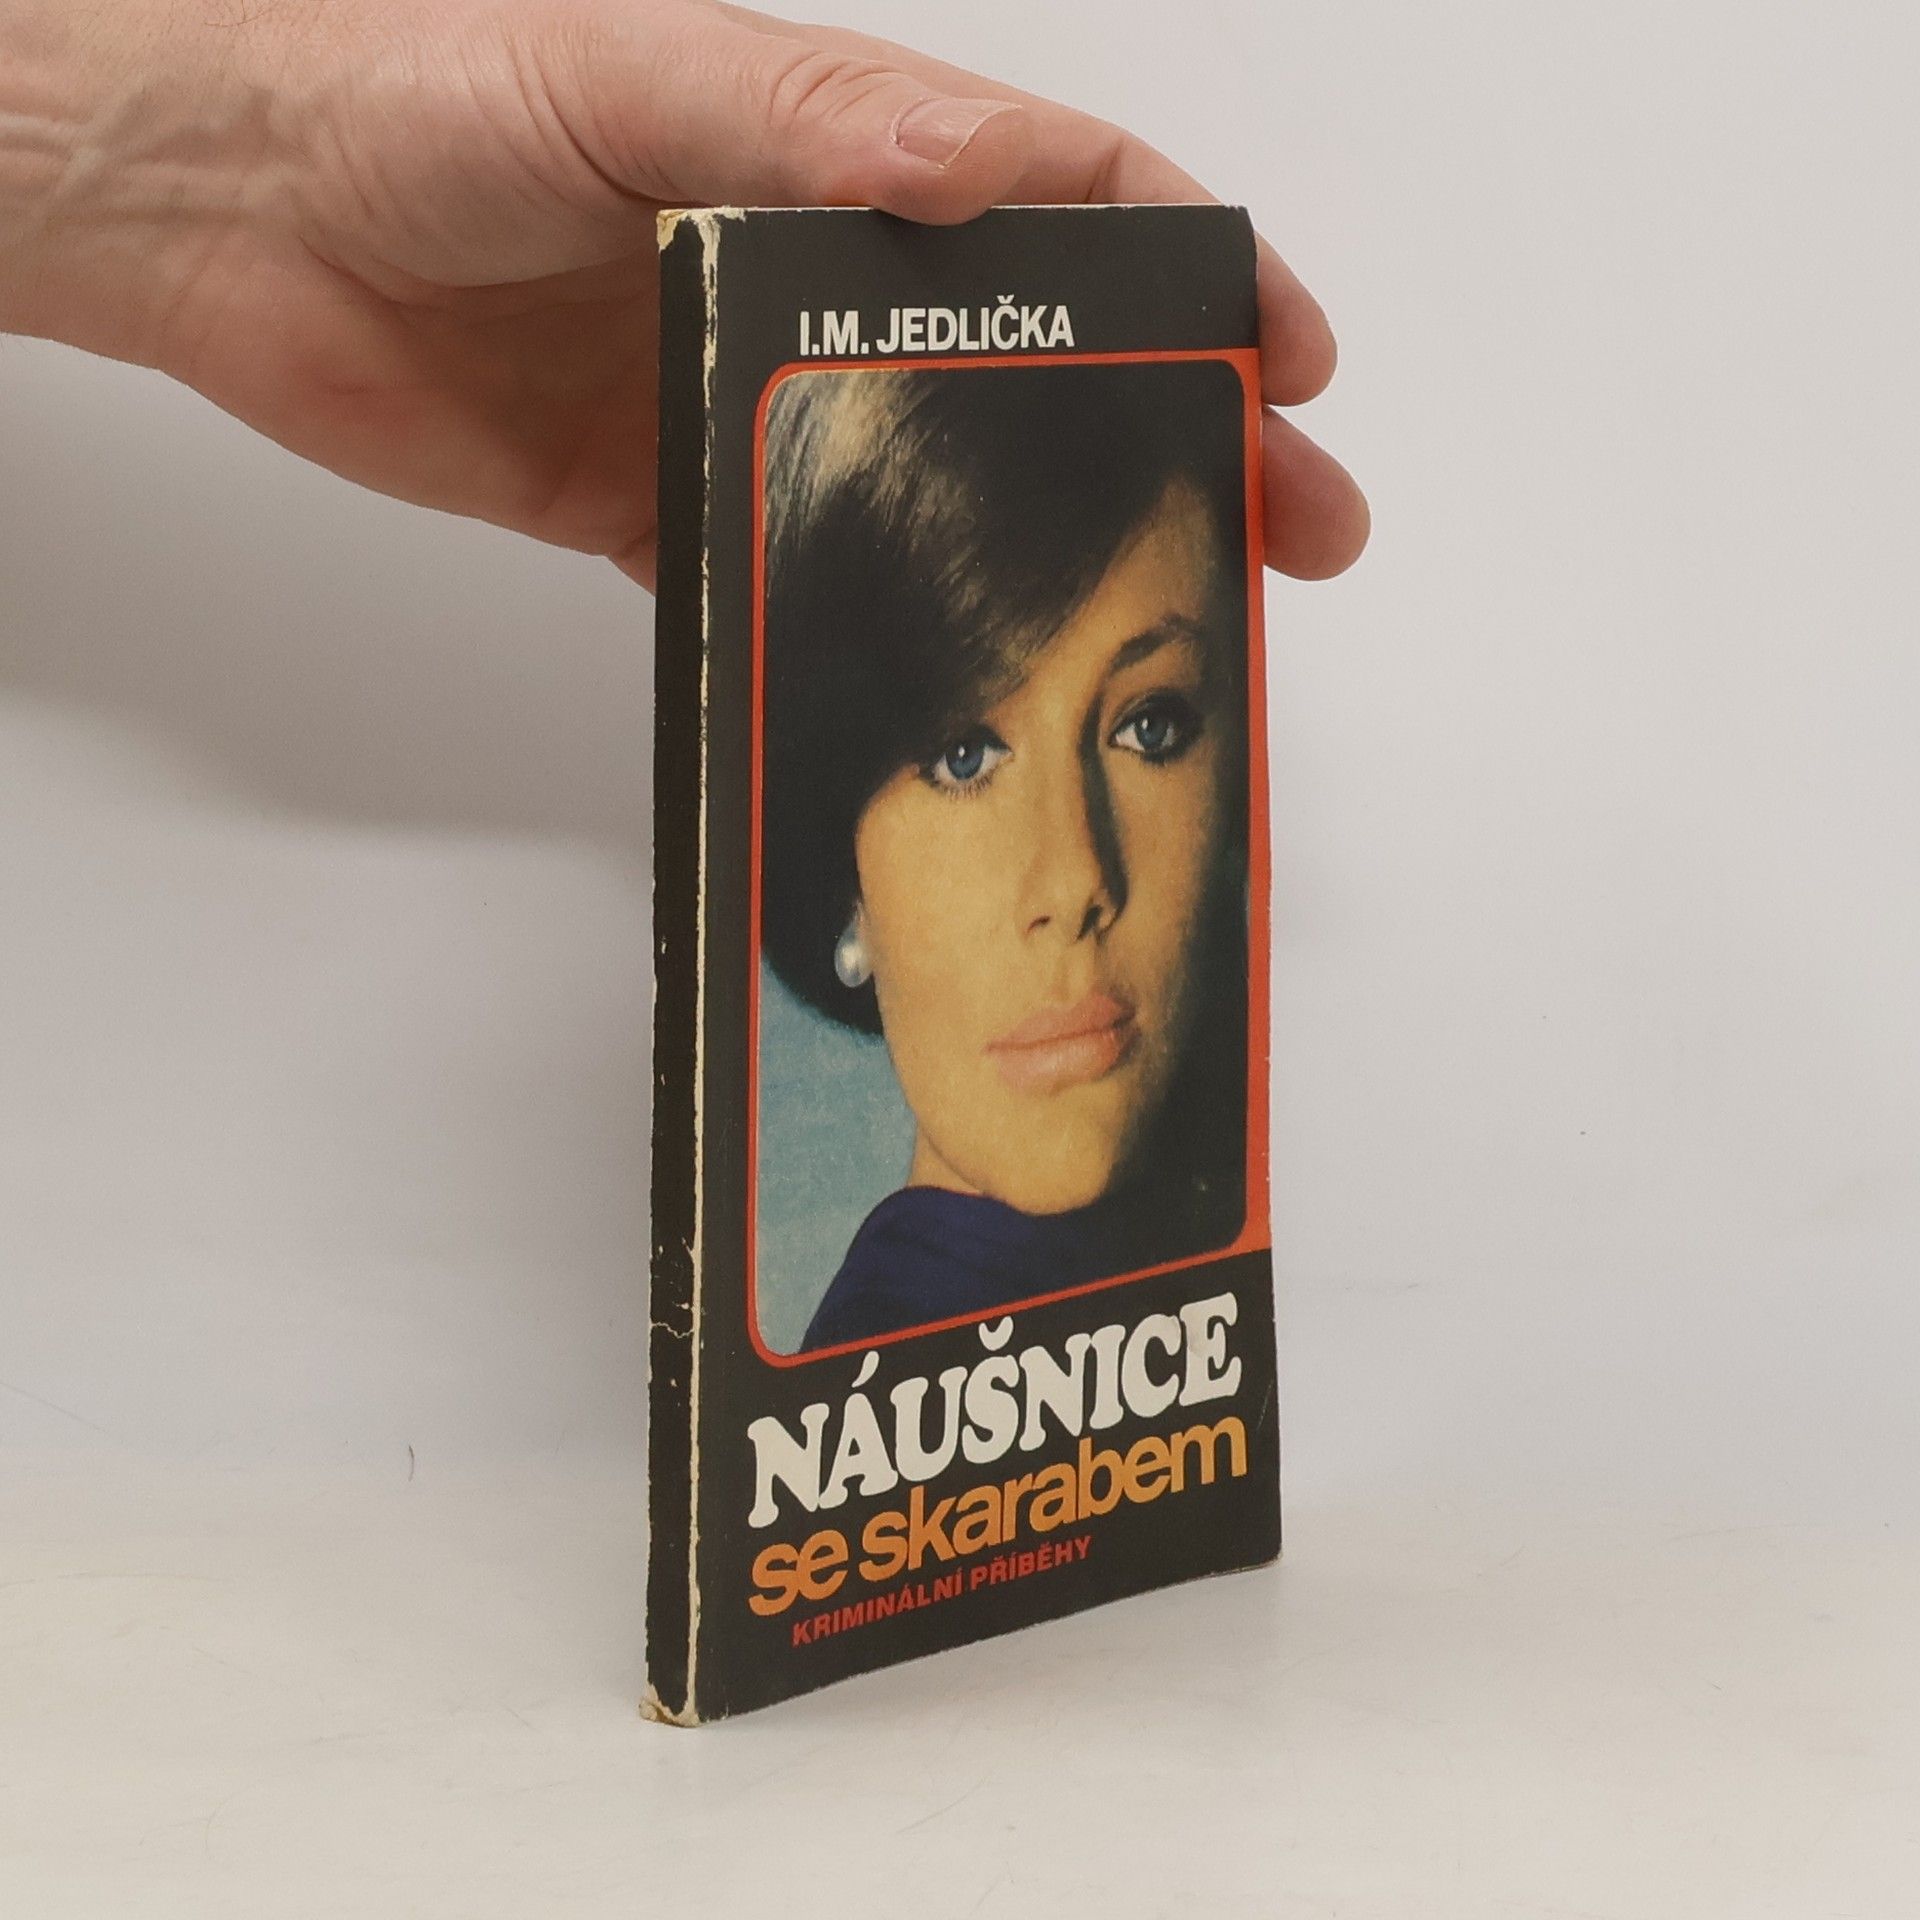 I.M. JEDLIČKA
NÁUŠNICE
se skarabem
KRIMINÁLNÍ PŘÍBĚHY